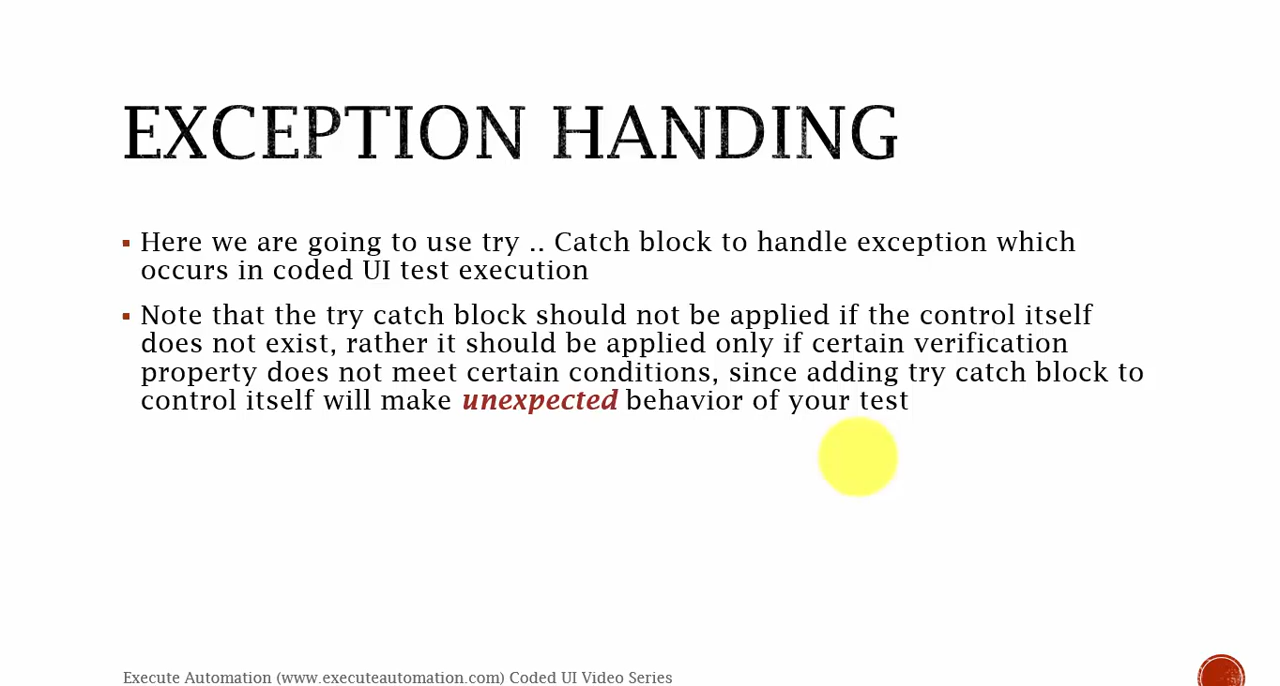 EXCEPTION HANDING
▪ Here we are going to use try .. Catch block to handle exception which
occurs in coded UI test execution
▪ Note that the try catch block should not be applied if the control itself
does not exist, rather it should be applied only if certain verification
property does not meet certain conditions, since adding try catch block to
control itself will make unexpected behavior of your test
Execute Automation (www.executeautomation.com) Coded UI Video Series